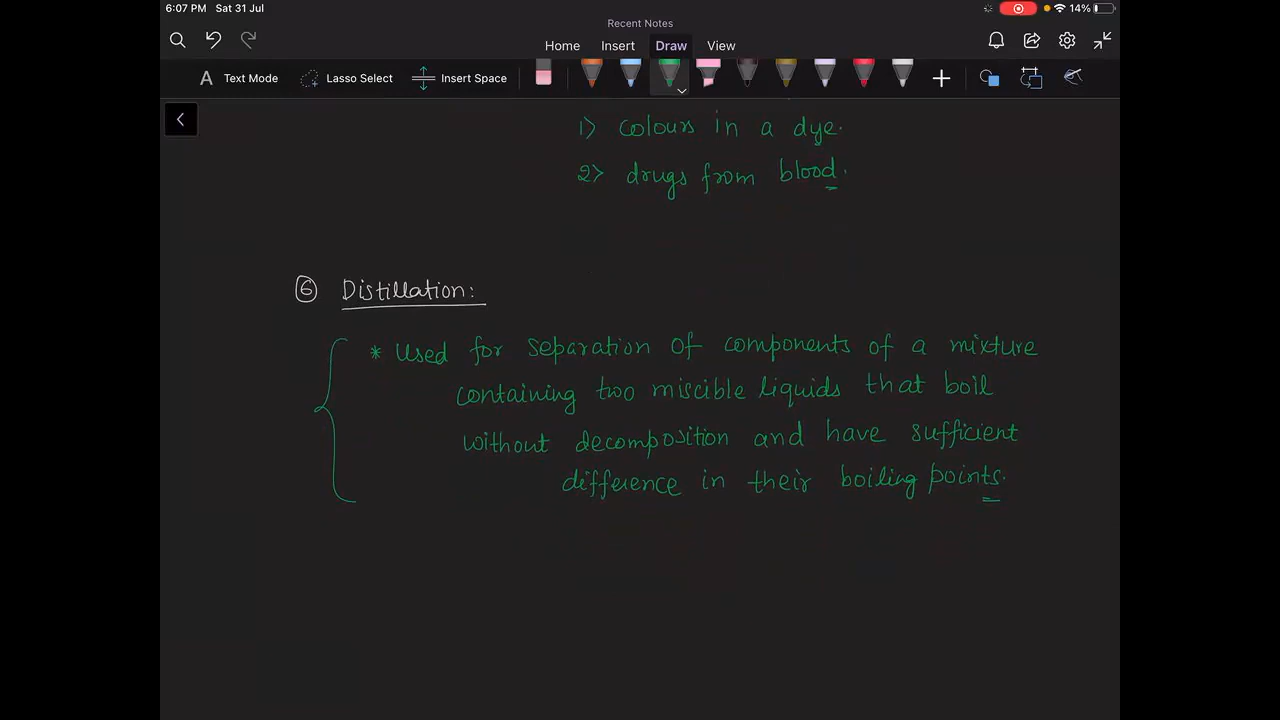 6:07 PM Sat 31 Jul
14%
Recent Notes
Home Insert Draw View
A Text Mode Lasso Select Insert Space
1> colours in a dye.
2> drugs from blood.
6 Distillation:
* Used for separation of components of a mixture
containing two miscible liquids that boil
without decomposition and have sufficient
difference in their boiling points.